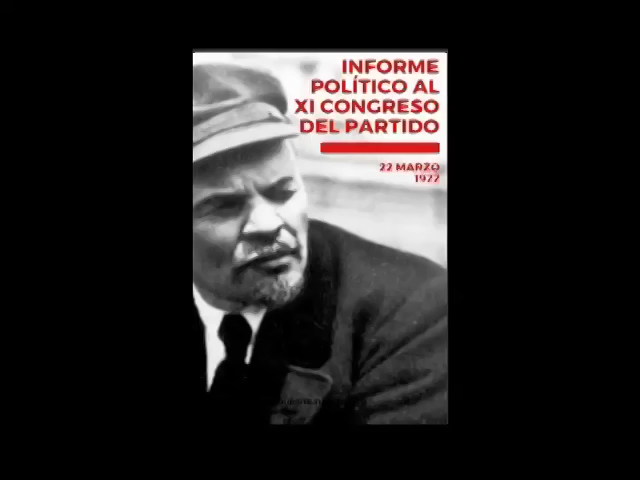 INFORME
POLÍTICO AL
XI CONGRESO
DEL PARTIDO
22 MARZO
1922